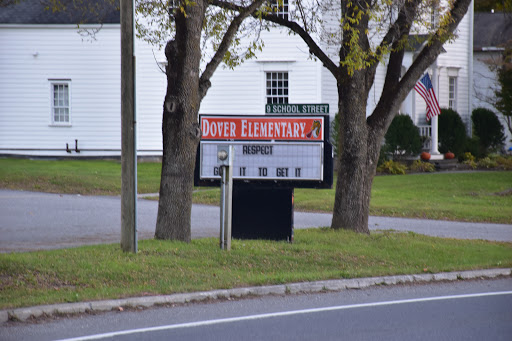 9 SCHOOL STREET
DOVER ELEMENTARY
RESPECT
IT TO GET IT